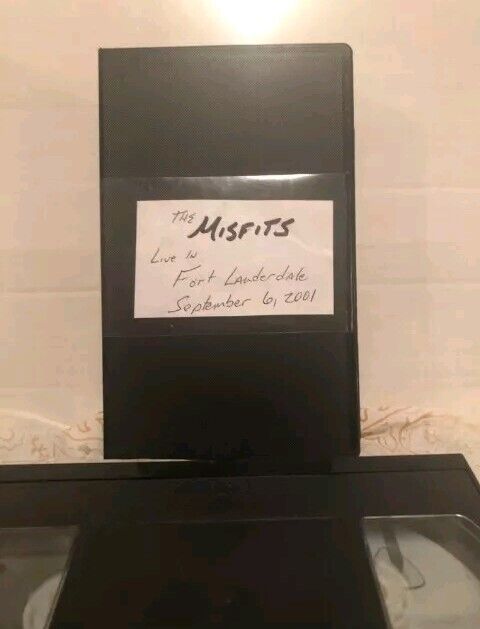 THE MISFITS
Live IN
Fort Lauderdale
September 6, 2001